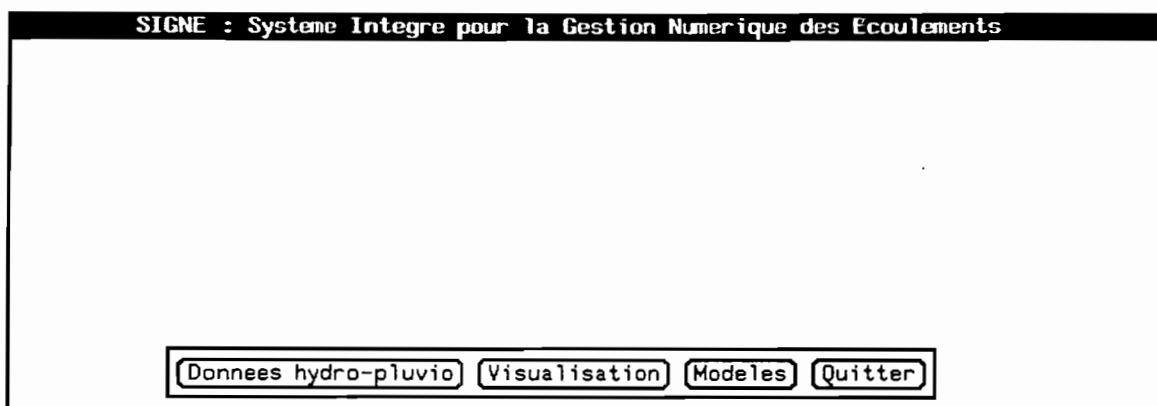 SIGNE : Systeme Integre pour la Gestion Numerique des Ecoulements
Donnees hydro-pluvio Visualisation Modeles Quitter